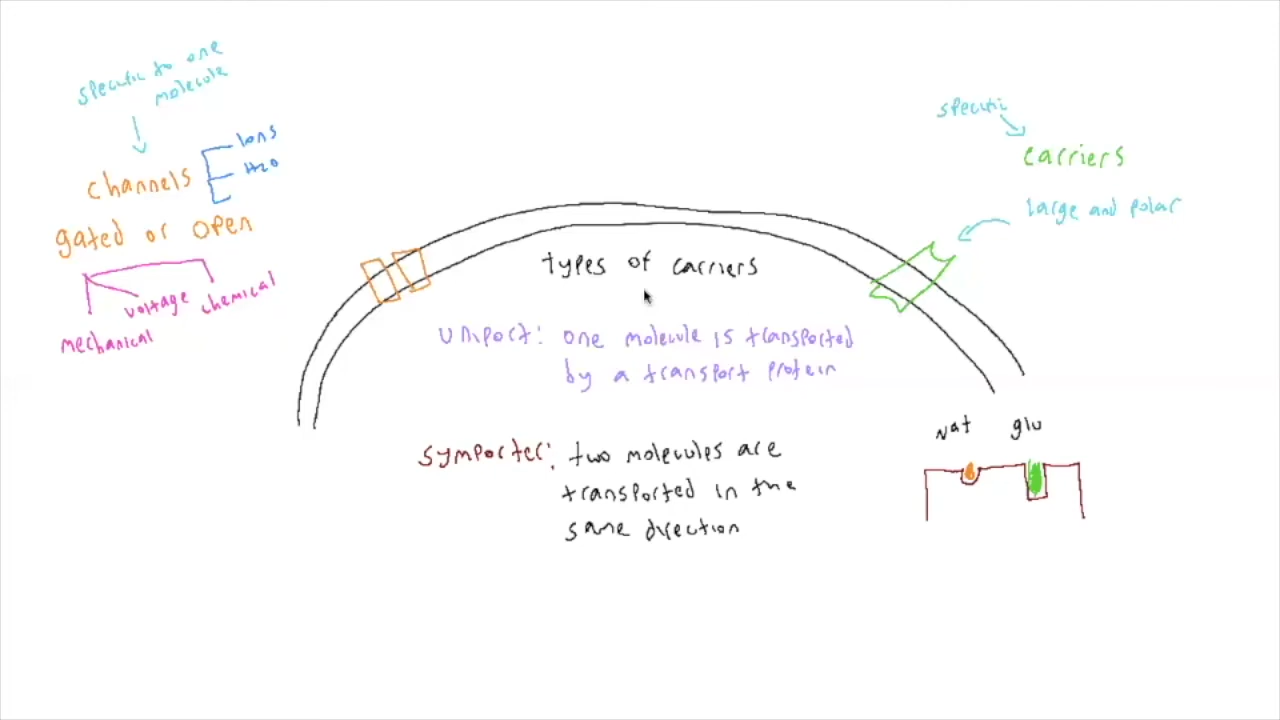 specific to one
molecule
channels
Ions
H2O
gated or open
mechanical
voltage
chemical
specific
carriers
large and polar
types of carriers
Uniport: one molecule is transported
by a transport protein
symporter: two molecules are
transported in the
same direction
Na+ glu